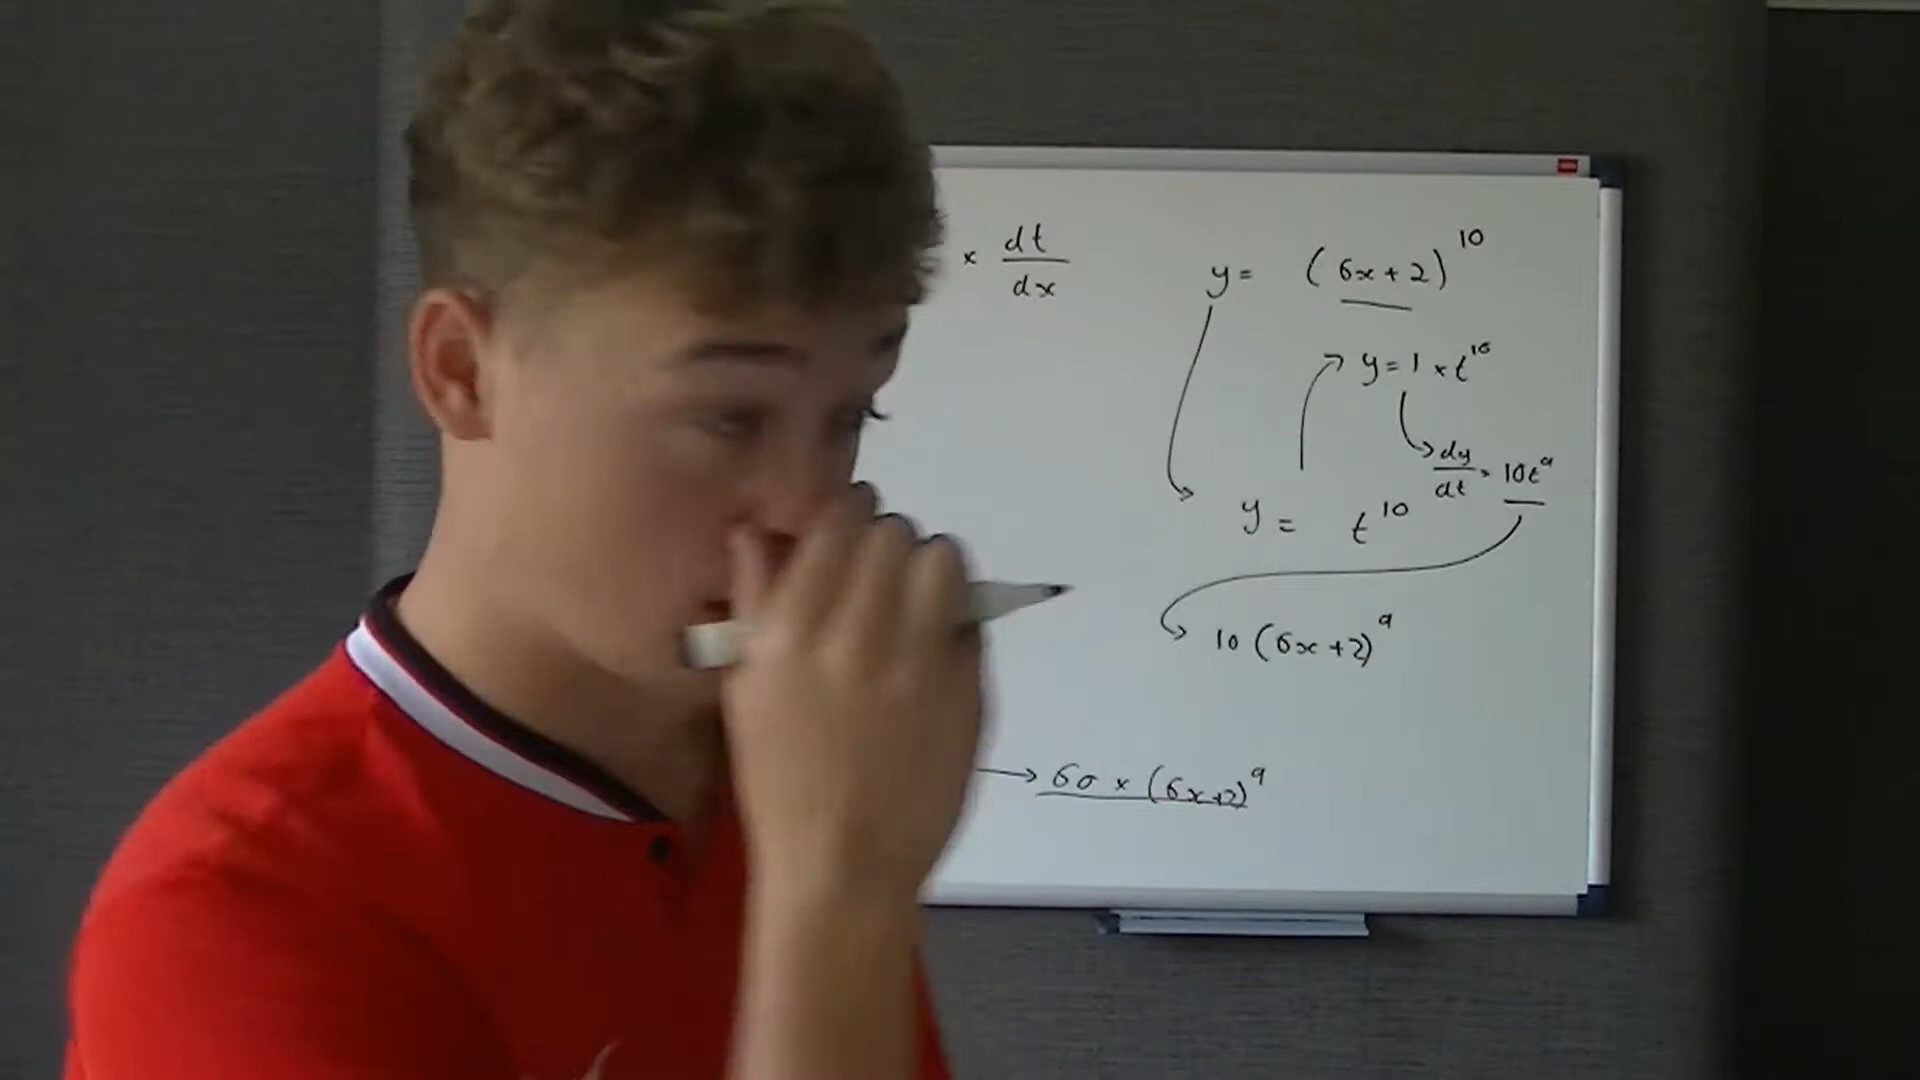 × dt/dx
y = (6x+2)^10
y = 1 × t^10
dy/dt = 10t^9
y = t^10
10(6x+2)^9
→ 60 × (6x+2)^9